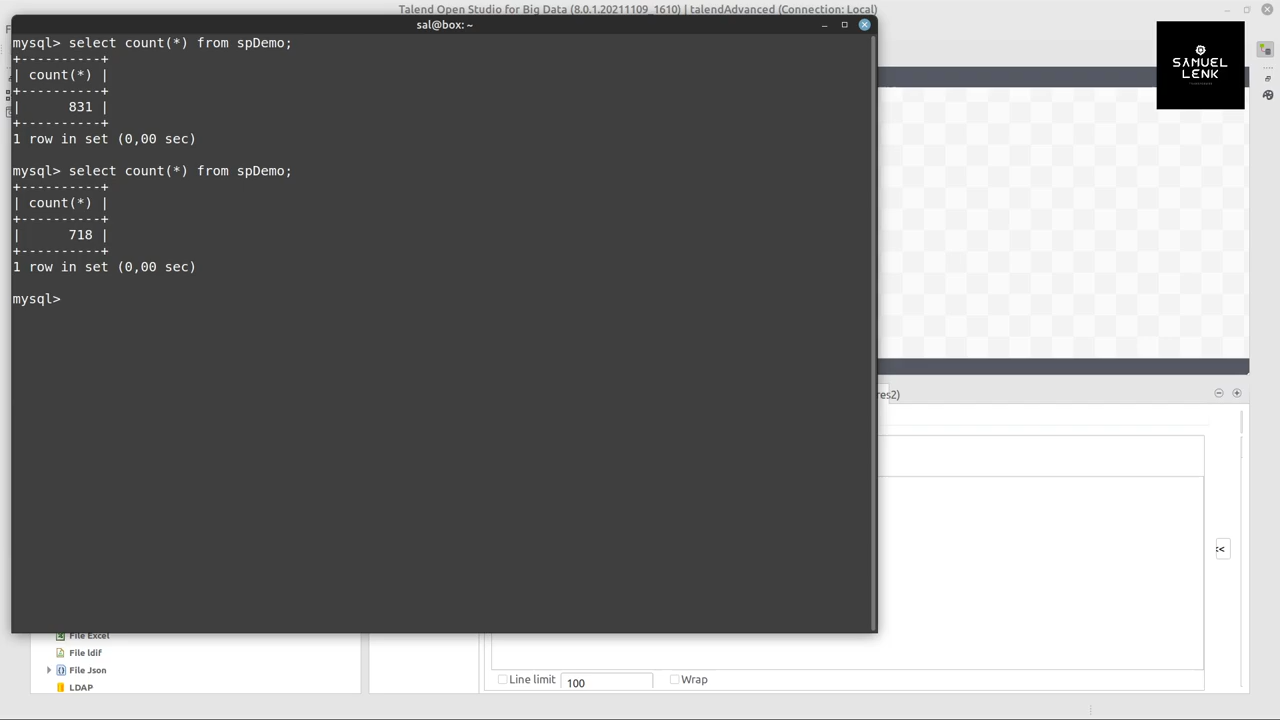 Talend Open Studio for Big Data (8.0.1.20211109_1610) | talendAdvanced (Connection: Local)
sal@box: ~
mysql> select count(*) from spDemo;
+----------+
| count(*) |
+----------+
|      831 |
+----------+
1 row in set (0,00 sec)
mysql> select count(*) from spDemo;
+----------+
| count(*) |
+----------+
|      718 |
+----------+
1 row in set (0,00 sec)
mysql>
SAMUEL
LENK
res2)
<<
File Excel
File ldif
File Json
LDAP
Line limit 100 Wrap